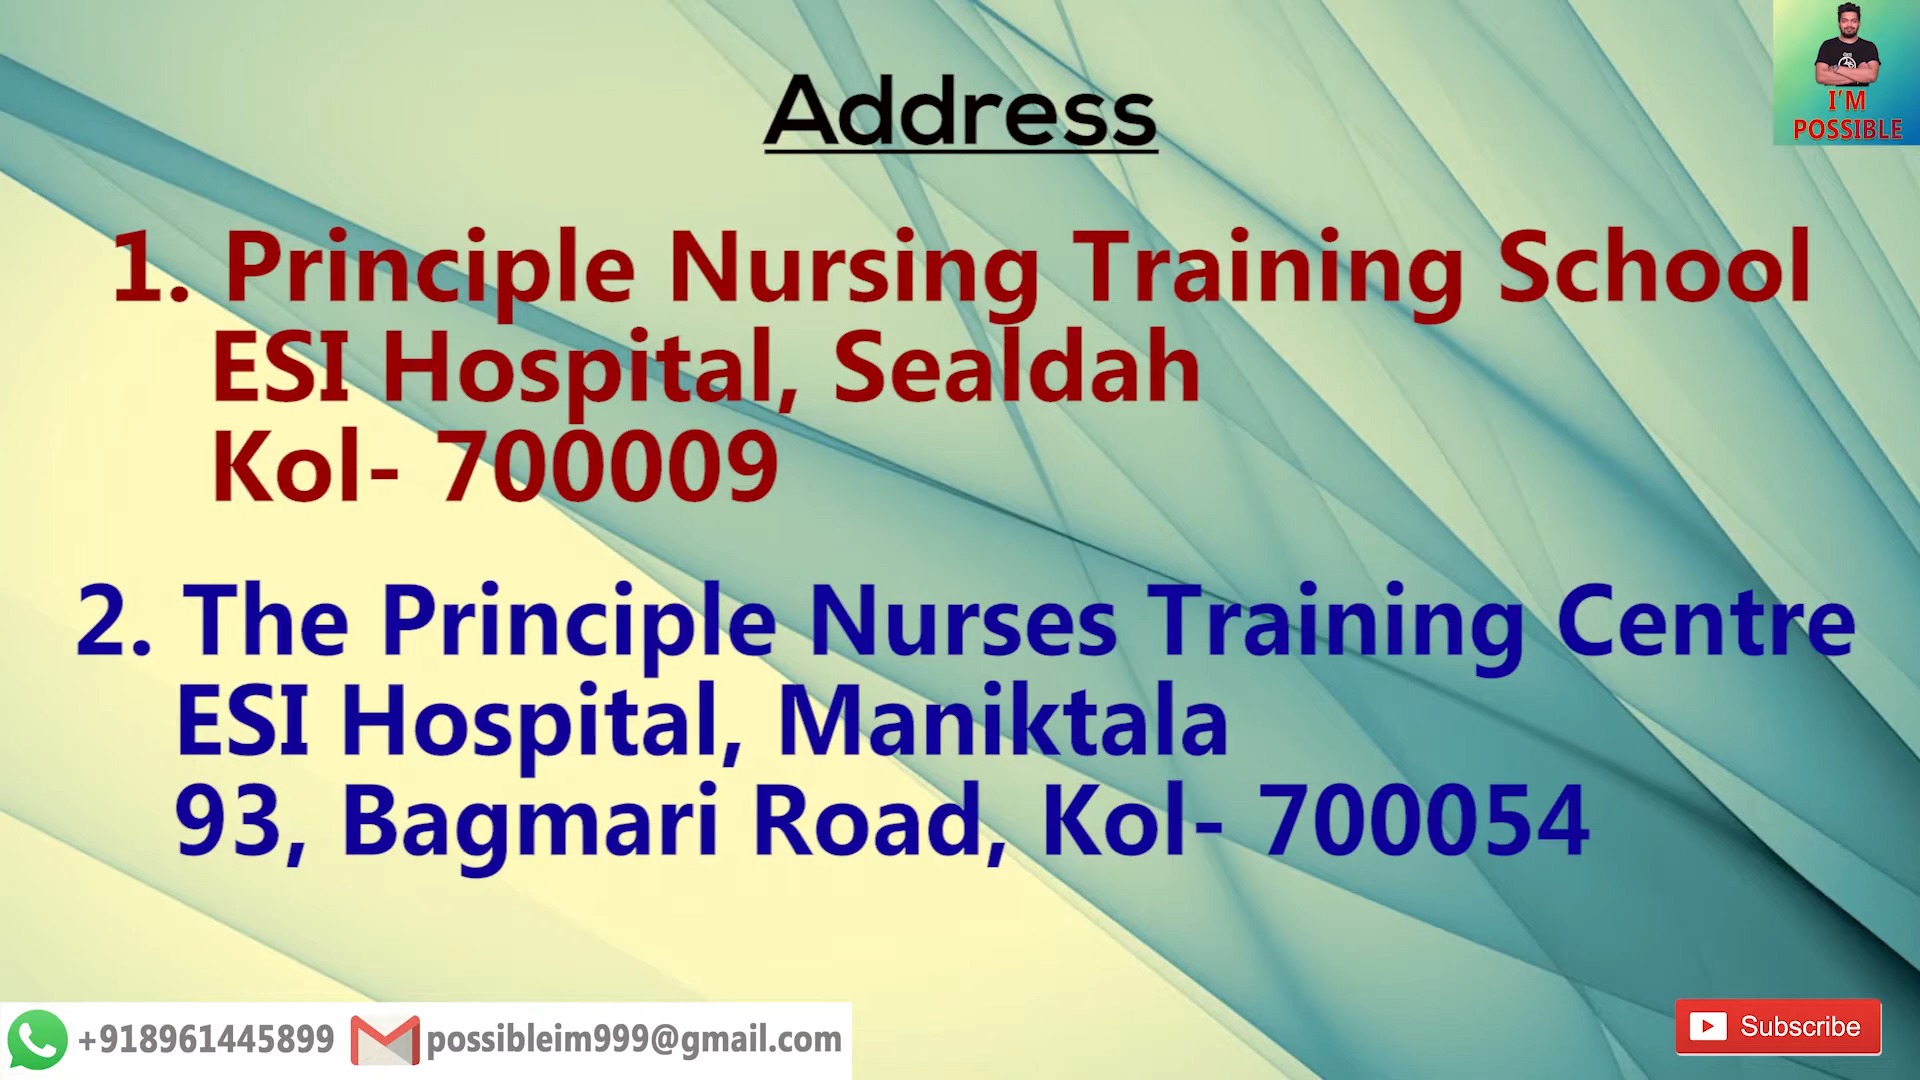 Address
I'M
POSSIBLE
1. Principle Nursing Training School
ESI Hospital, Sealdah
Kol- 700009
2. The Principle Nurses Training Centre
ESI Hospital, Maniktala
93, Bagmari Road, Kol- 700054
+918961445899 possibleim999@gmail.com
Subscribe